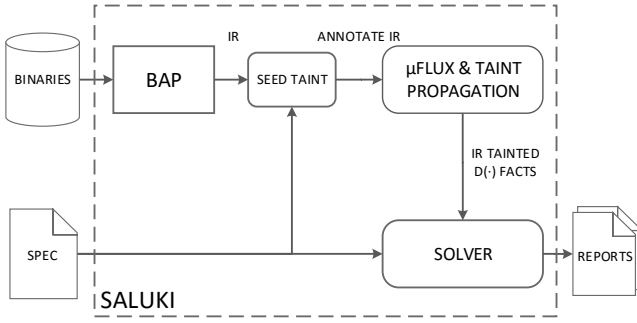 IR
ANNOTATE IR
BINARIES
BAP
SEED TAINT
μFLUX & TAINT
PROPAGATION
IR TAINTED
D(·) FACTS
SPEC
SOLVER
REPORTS
SALUKI